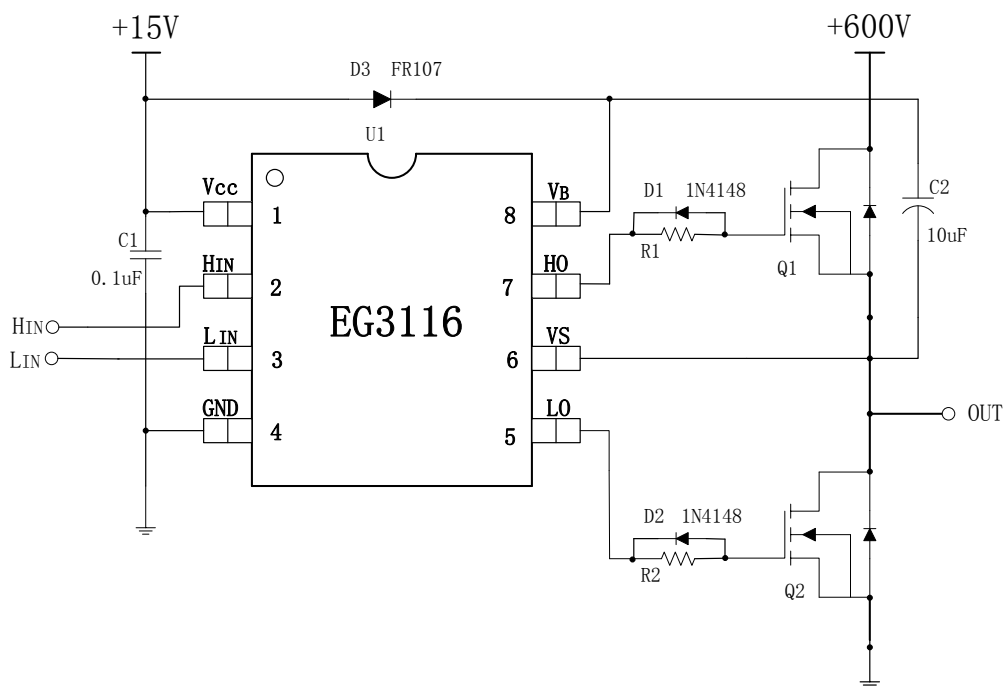 +15V
+600V
D3 FR107
U1
Vcc
1
C1
0.1uF
HIN
2
HIN
LIN
3
LIN
GND
4
EG3116
VB
8
HO
7
VS
6
LO
5
D1 1N4148
R1
Q1
C2
10uF
OUT
D2 1N4148
R2
Q2